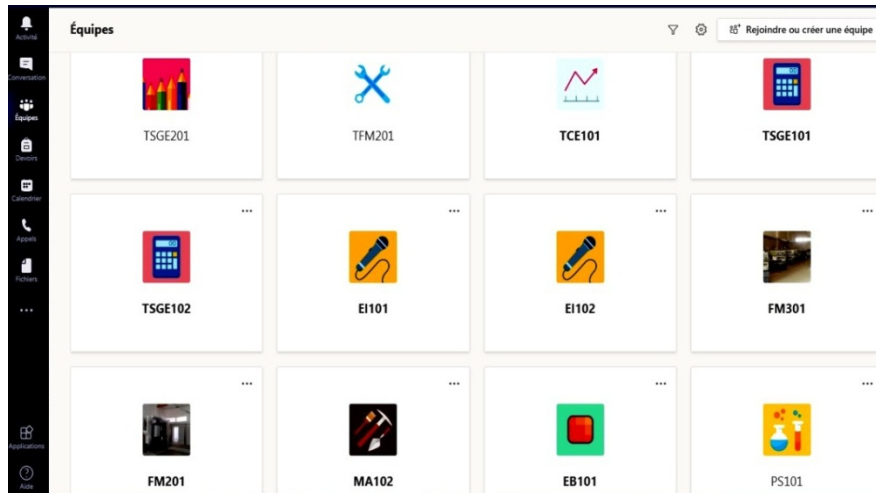 Équipes
Rejoindre ou créer une équipe
Activité
Conversation
Équipes
Devoirs
Calendrier
Appels
Fichiers
Applications
Aide
TSGE201
TFM201
TCE101
TSGE101
TSGE102
EI101
EI102
FM301
FM201
MA102
EB101
PS101